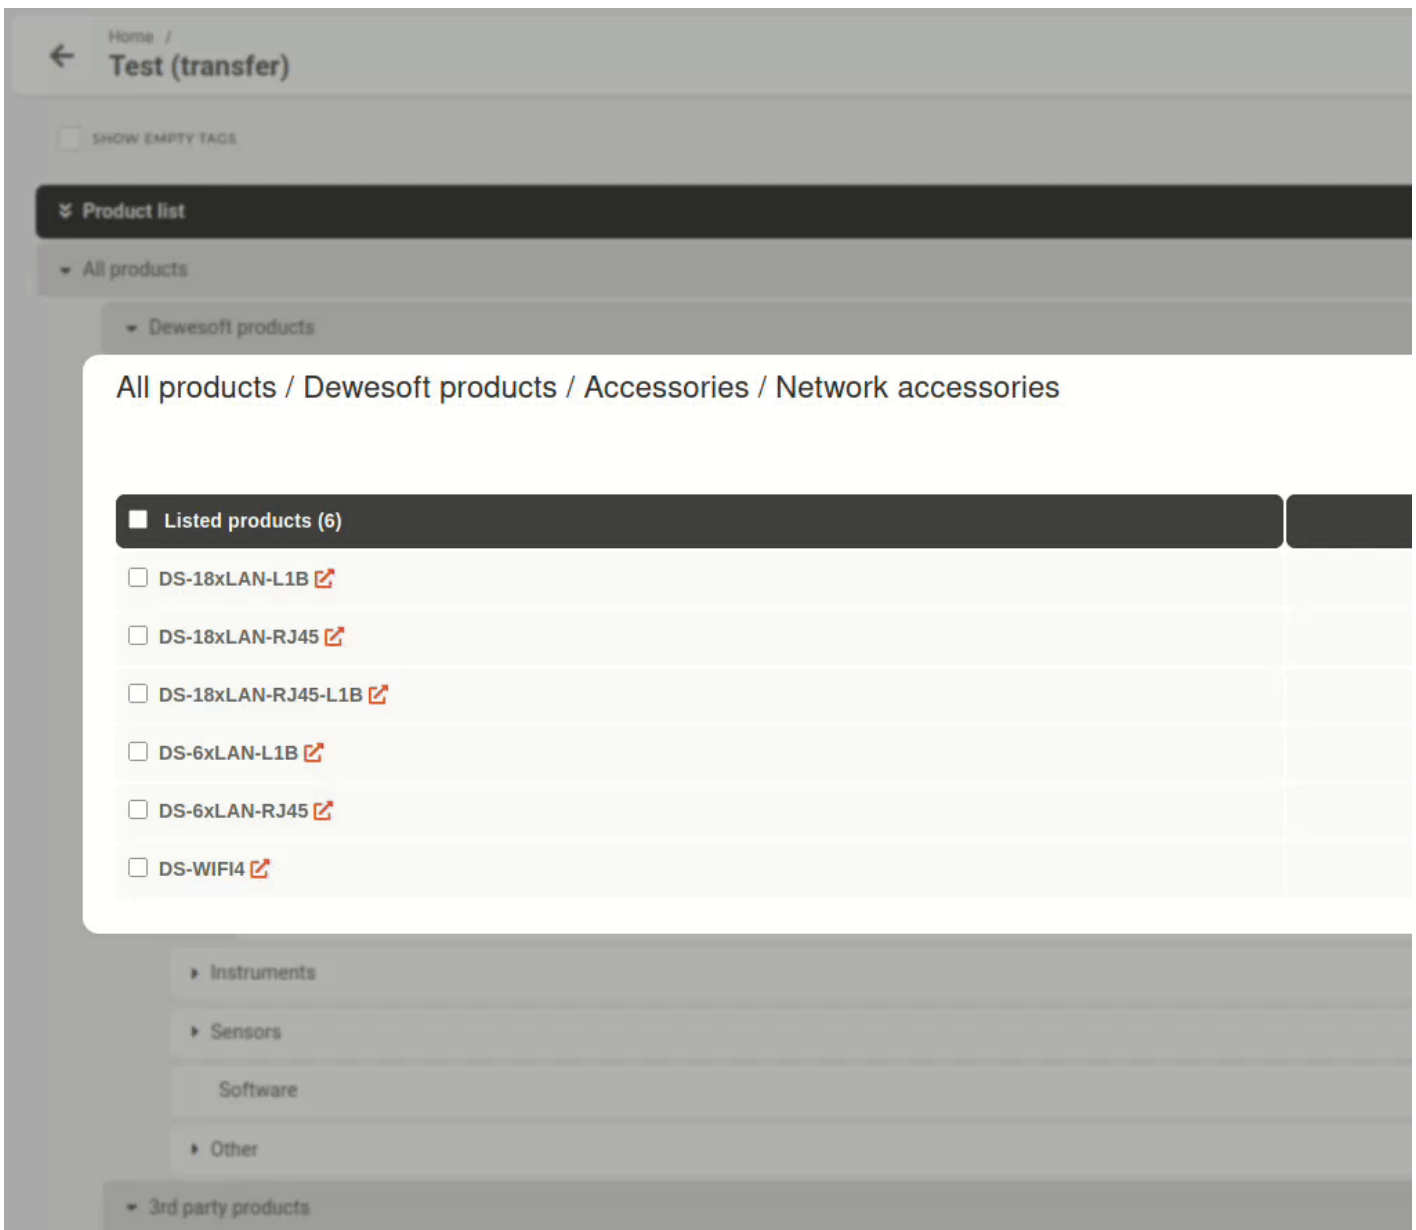 Home /
Test (transfer)
SHOW EMPTY TAGS
Product list
All products
Dewesoft products
All products / Dewesoft products / Accessories / Network accessories
Listed products (6)
DS-18xLAN-L1B
DS-18xLAN-RJ45
DS-18xLAN-RJ45-L1B
DS-6xLAN-L1B
DS-6xLAN-RJ45
DS-WIFI4
Instruments
Sensors
Software
Other
3rd party products